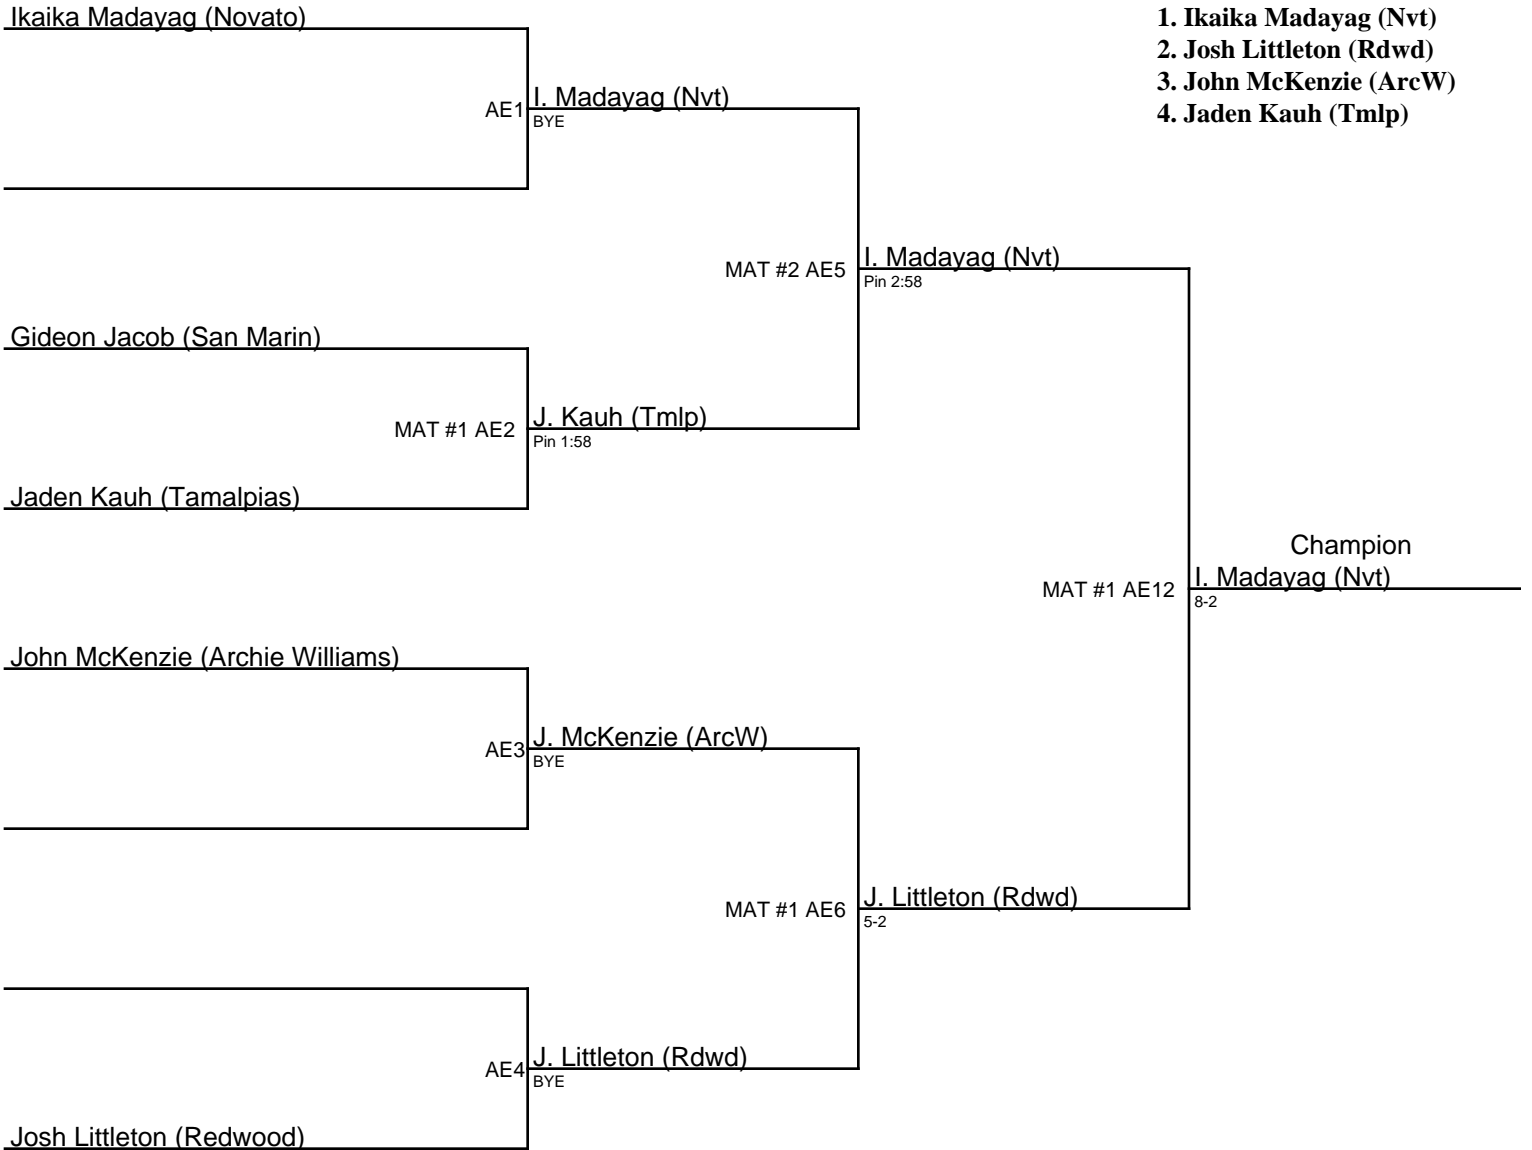 Ikaika Madayag (Novato)
1. Ikaika Madayag (Nvt)
2. Josh Littleton (Rdwd)
3. John McKenzie (ArcW)
4. Jaden Kauh (Tmlp)
AE1
I. Madayag (Nvt)
BYE
MAT #2 AE5
I. Madayag (Nvt)
Pin 2:58
Gideon Jacob (San Marin)
MAT #1 AE2
J. Kauh (Tmlp)
Pin 1:58
Jaden Kauh (Tamalpias)
Champion
MAT #1 AE12
I. Madayag (Nvt)
8-2
John McKenzie (Archie Williams)
AE3
J. McKenzie (ArcW)
BYE
MAT #1 AE6
J. Littleton (Rdwd)
5-2
AE4
J. Littleton (Rdwd)
BYE
Josh Littleton (Redwood)